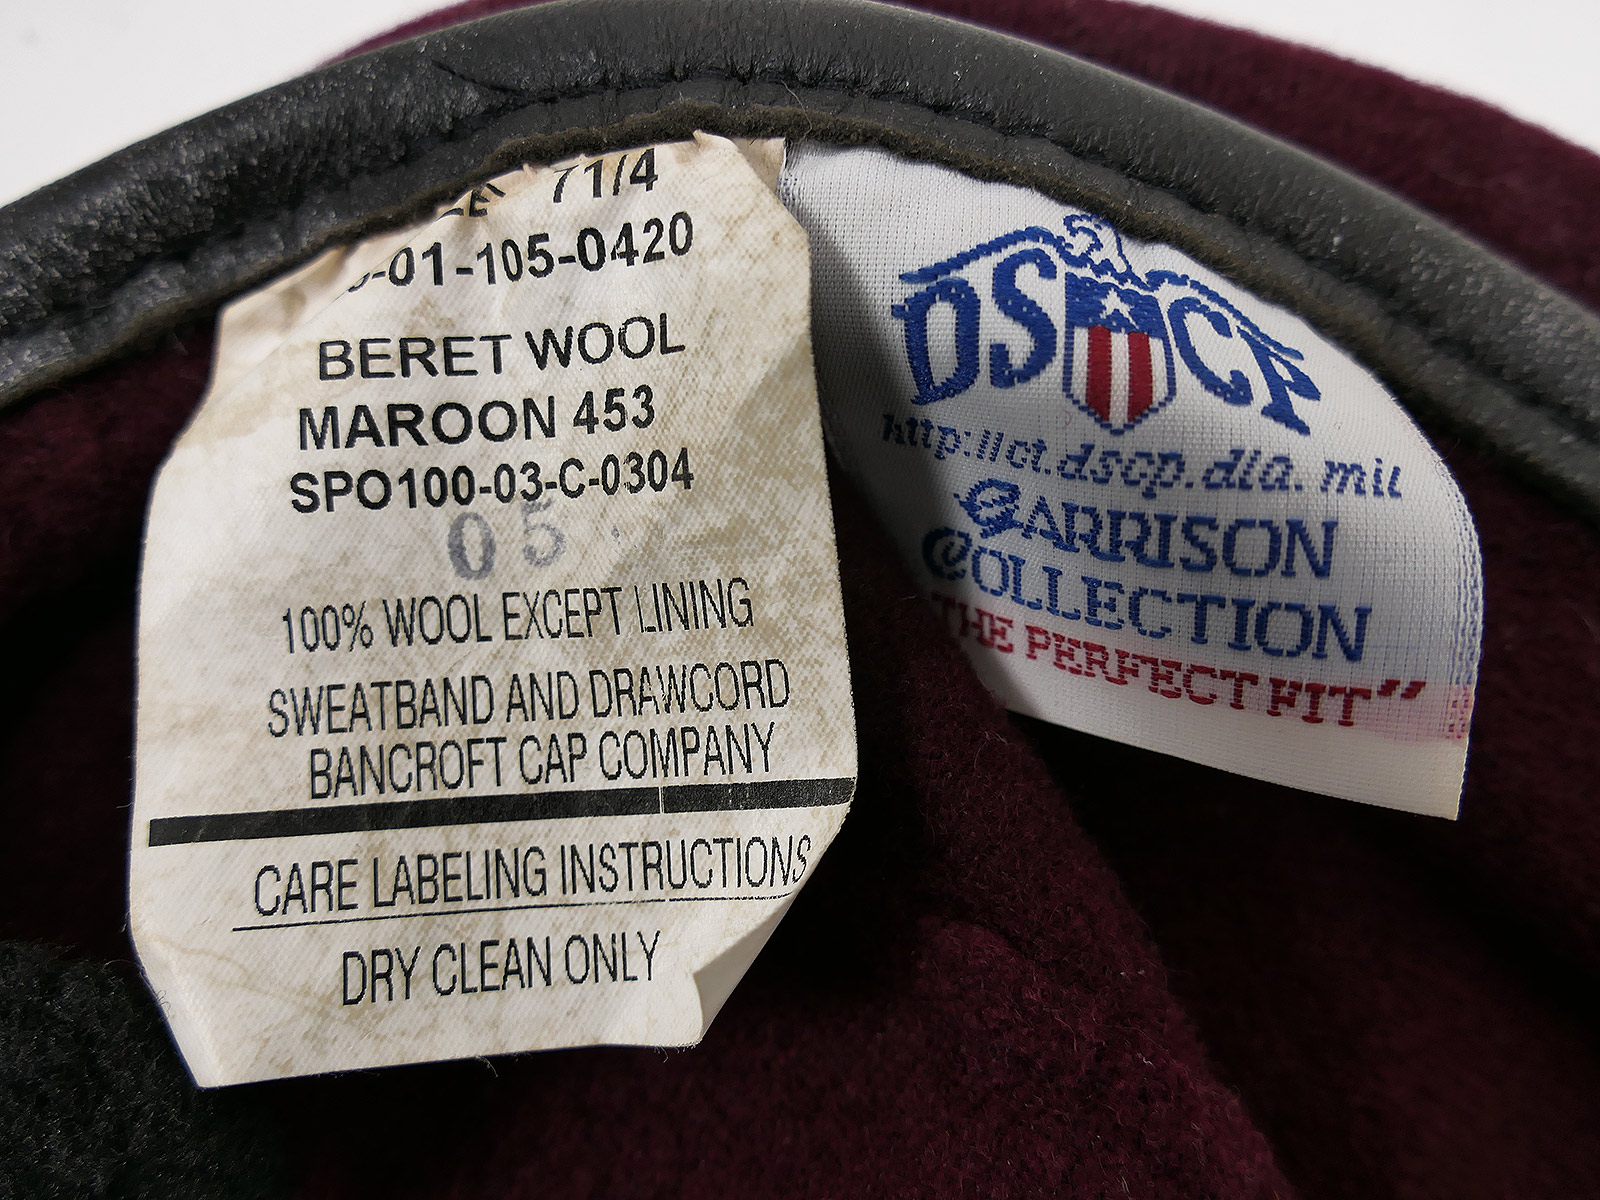 71/4
-01-105-0420
BERET WOOL
MAROON 453
SPO100-03-C-0304
05
100% WOOL EXCEPT LINING
SWEATBAND AND DRAWCORD
BANCROFT CAP COMPANY
CARE LABELING INSTRUCTIONS
DRY CLEAN ONLY
DSCP
http://ct.dscp.dla.mil
GARRISON
COLLECTION
THE PERFECT FIT"